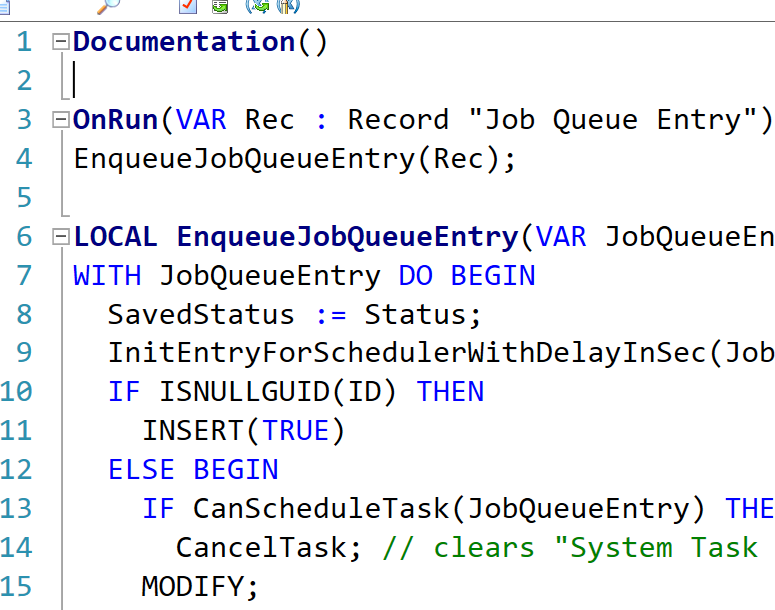 1 Documentation()
2
3 OnRun(VAR Rec : Record "Job Queue Entry")
4 EnqueueJobQueueEntry(Rec);
5
6 LOCAL EnqueueJobQueueEntry(VAR JobQueueEn
7 WITH JobQueueEntry DO BEGIN
8 SavedStatus := Status;
9 InitEntryForSchedulerWithDelayInSec(Job
10 IF ISNULLGUID(ID) THEN
11 INSERT(TRUE)
12 ELSE BEGIN
13 IF CanScheduleTask(JobQueueEntry) THE
14 CancelTask; // clears "System Task
15 MODIFY;